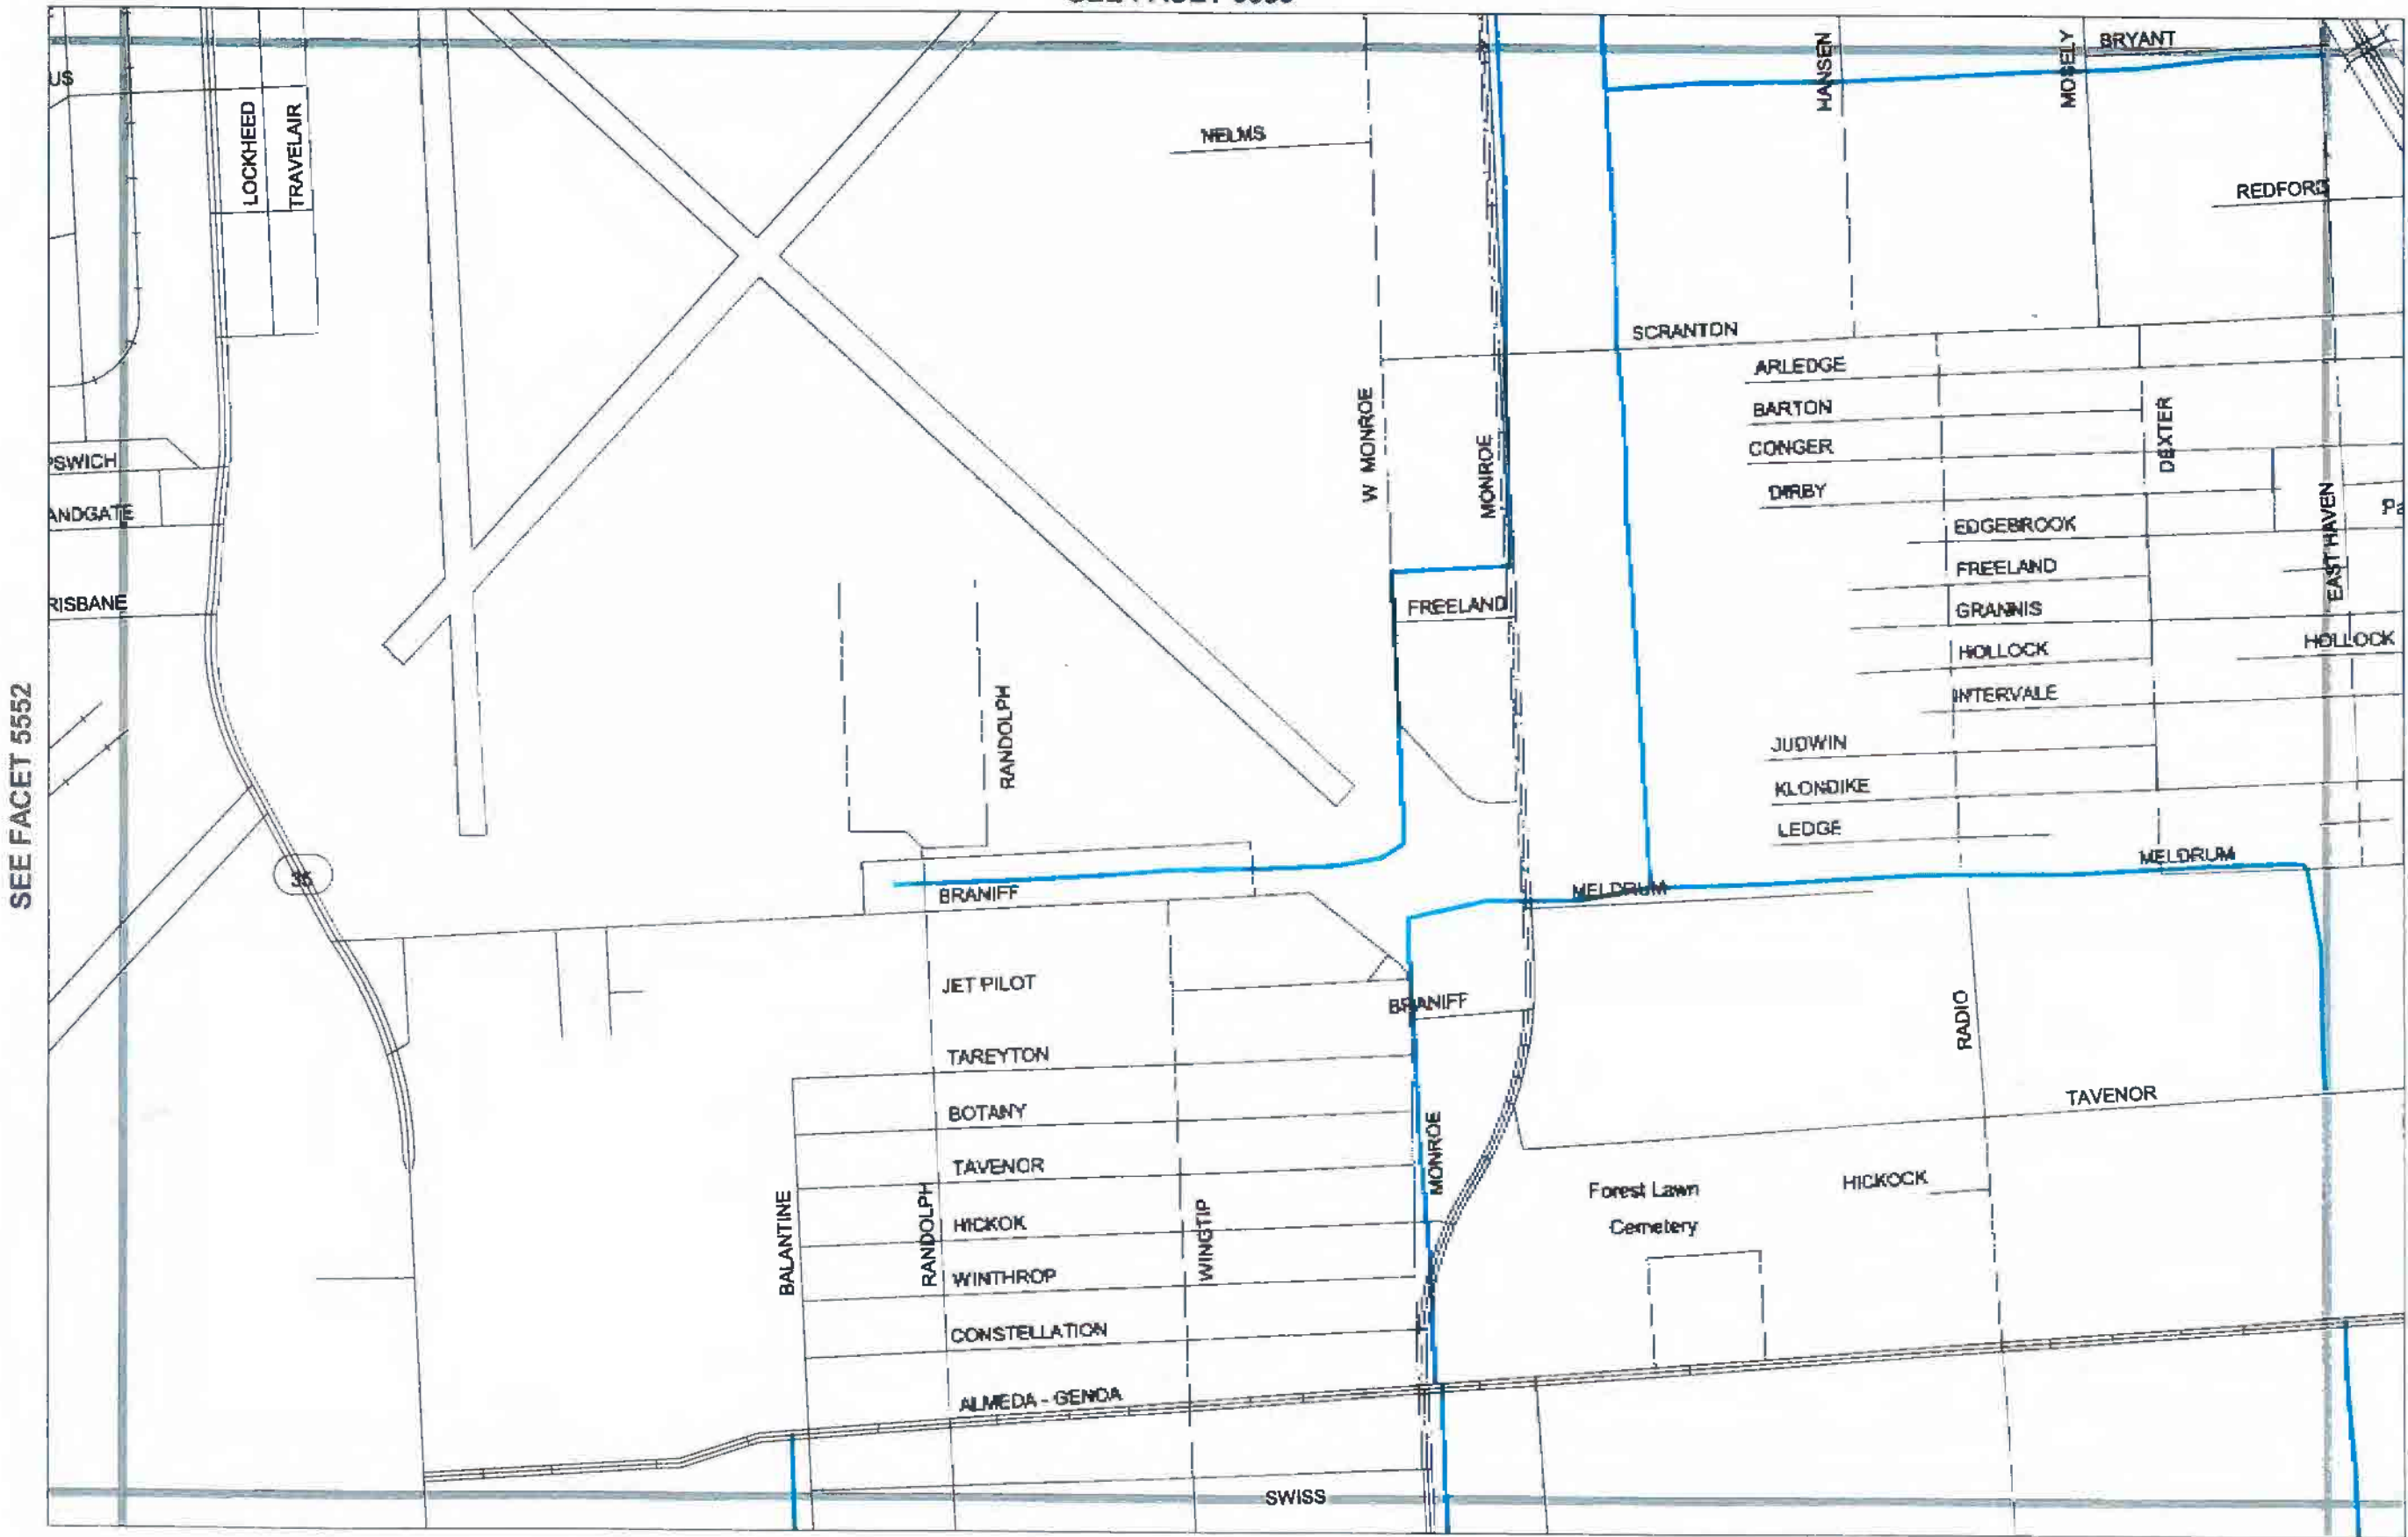 BRYANT
HANSEN
MOSELY
US
LOCKHEED
TRAVELAIR
NELMS
REDFORD
SCRANTON
ARLEDGE
BARTON
CONGER
DIRBY
W MONROE
MONROE
DEXTER
PSWICH
ANDGATE
EDGEBROOK
EAST HAVEN
Pa
FREELAND
RISBANE
FREELAND
GRANNIS
HOLLOCK
HOLLOCK
INTERVALE
SEE FACET 5552
RANDOLPH
JUDWIN
KLONDIKE
LEDGE
MELDRUM
35
BRANIFF
MELDRUM
JET PILOT
BRANIFF
RADIO
TAREYTON
TAVENOR
BOTANY
MONROE
TAVENOR
BALANTINE
RANDOLPH
WINGTIP
HICKOK
Forest Lawn
Cemetery
HICKOCK
WINTHROP
CONSTELLATION
ALMEDA - GENOA
SWISS